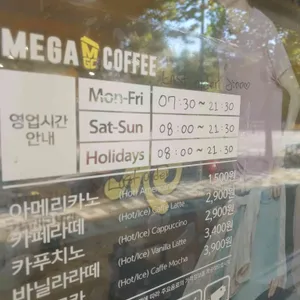 MEGA MGC COFFEE
영업시간
안내
Mon-Fri 07:30 ~ 21:30
Sat-Sun 08:00 ~ 21:30
Holidays 08:00 ~ 21:30
1,500원
아메리카노 (Hot/ Latte 2,900원
카페라떼 (Hot/Ice) Cappuccino 2,900원
카푸치노 (Hot/Ice) Vanilla Latte 3,400원
바닐라라떼 (Hot/Ice) Caffe Mocha 3,900원